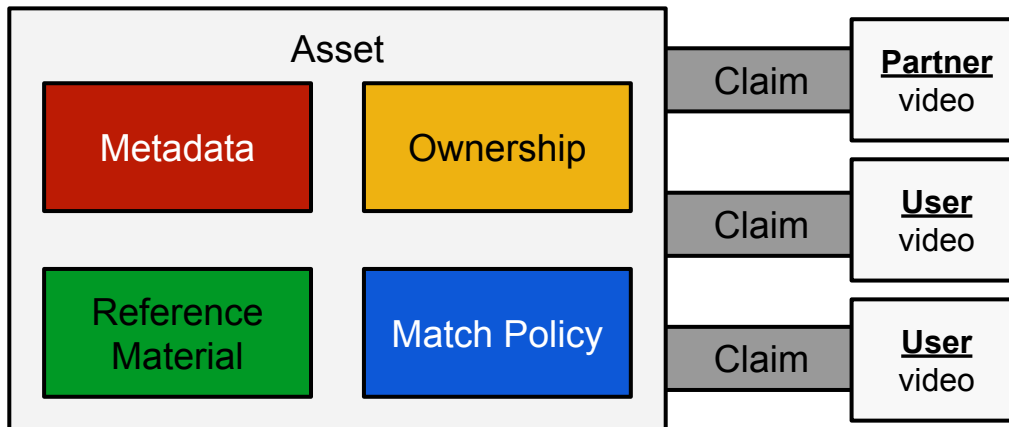 Asset
Metadata
Ownership
Reference
Material
Match Policy
Claim
Partner
video
Claim
User
video
Claim
User
video